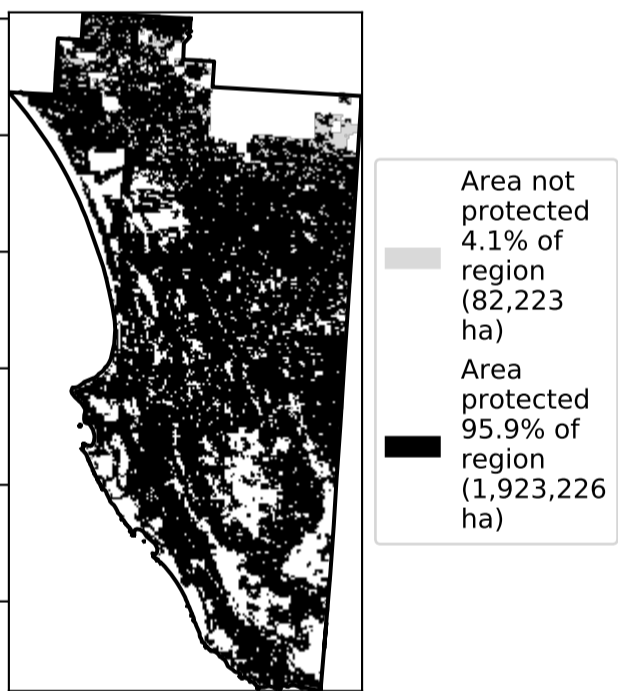 Area not
protected
4.1% of
region
(82,223
ha)
Area
protected
95.9% of
region
(1,923,226
ha)